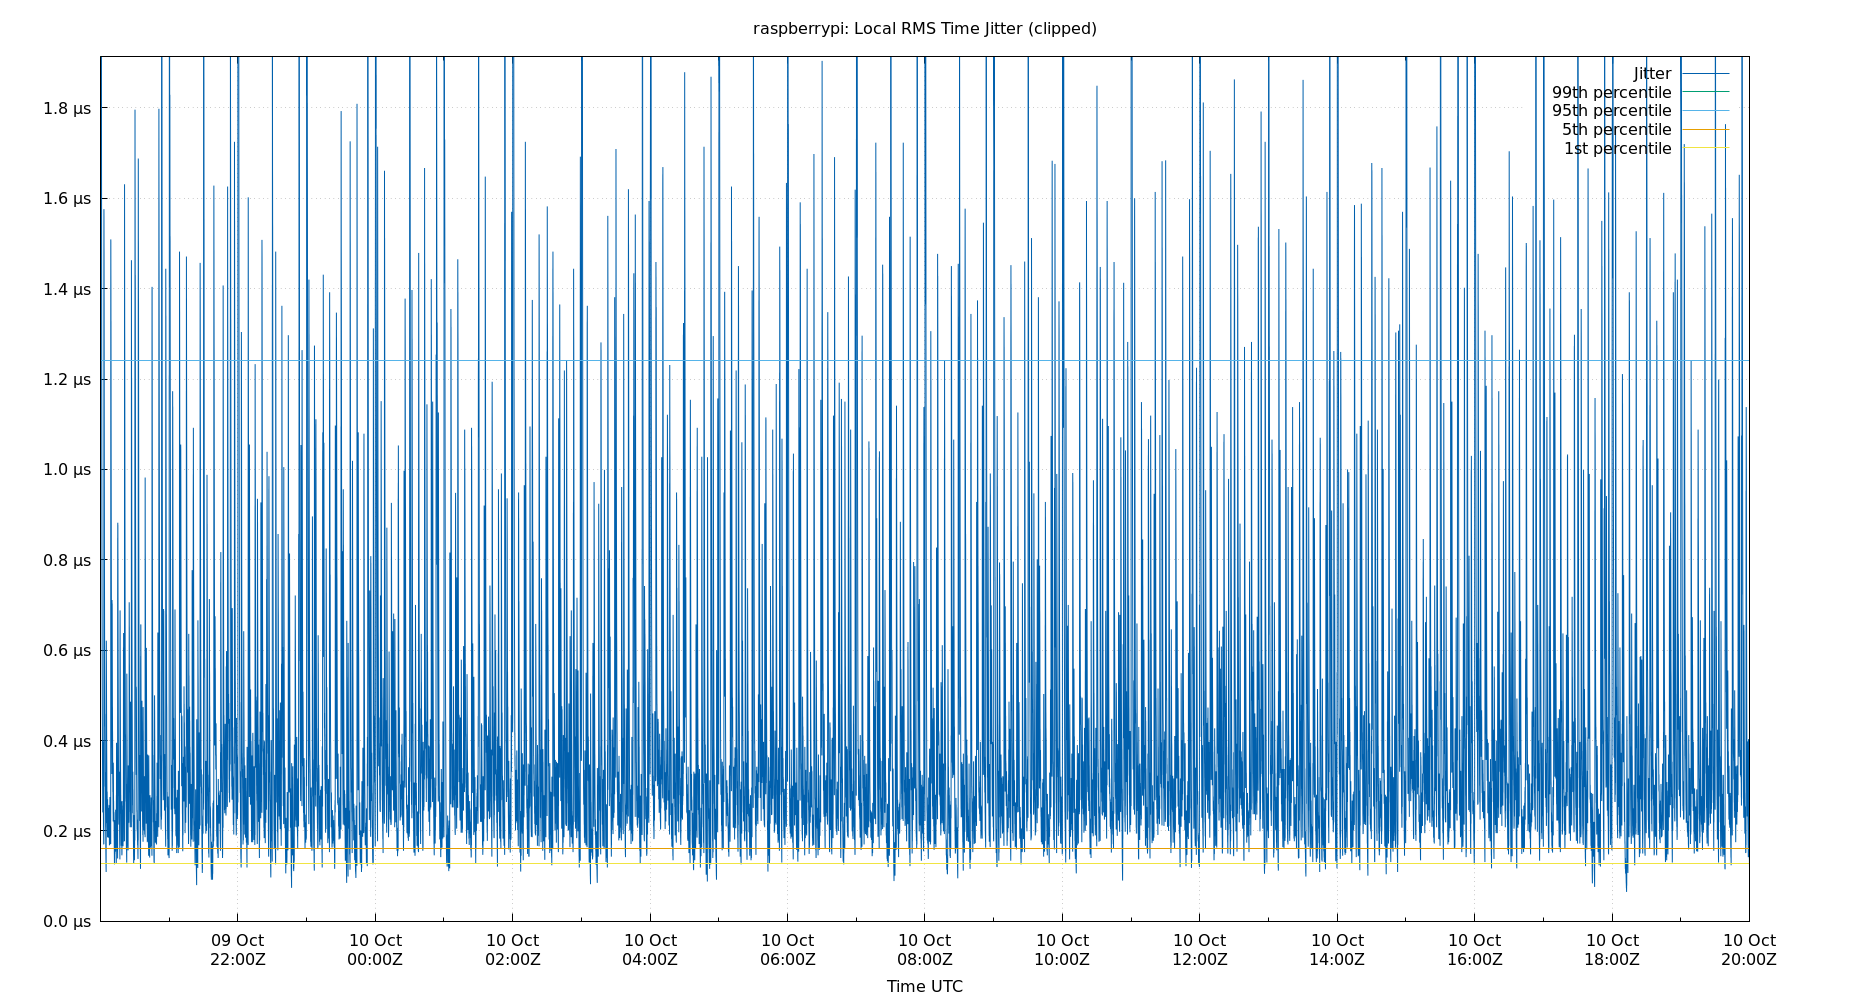 raspberrypi: Local RMS Time Jitter (clipped)
Jitter
99th percentile
95th percentile
5th percentile
1st percentile
1.8 µs
1.6 µs
1.4 µs
1.2 µs
1.0 µs
0.8 µs
0.6 µs
0.4 µs
0.2 µs
0.0 µs
09 Oct 10 Oct 10 Oct 10 Oct 10 Oct 10 Oct 10 Oct 10 Oct 10 Oct 10 Oct 10 Oct 10 Oct
22:00Z 00:00Z 02:00Z 04:00Z 06:00Z 08:00Z 10:00Z 12:00Z 14:00Z 16:00Z 18:00Z 20:00Z
Time UTC